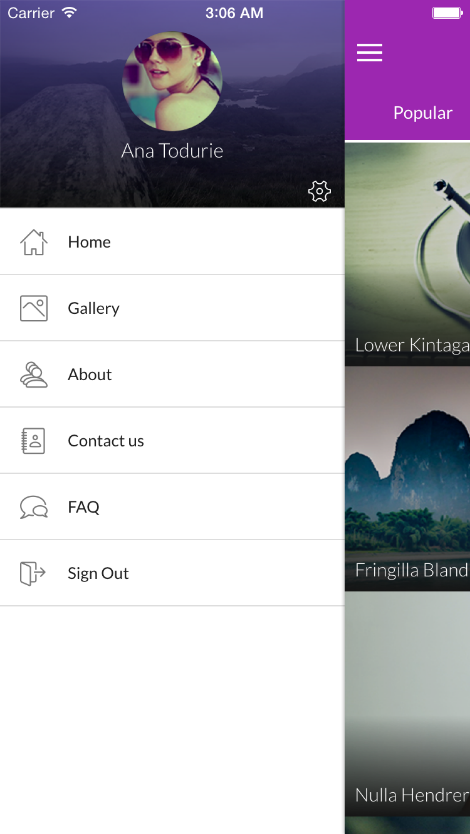 Carrier 3:06 AM
Ana Todurie
Home
Gallery
About
Contact us
FAQ
Sign Out
Popular
Lower Kintaga
Fringilla Bland
Nulla Hendrer